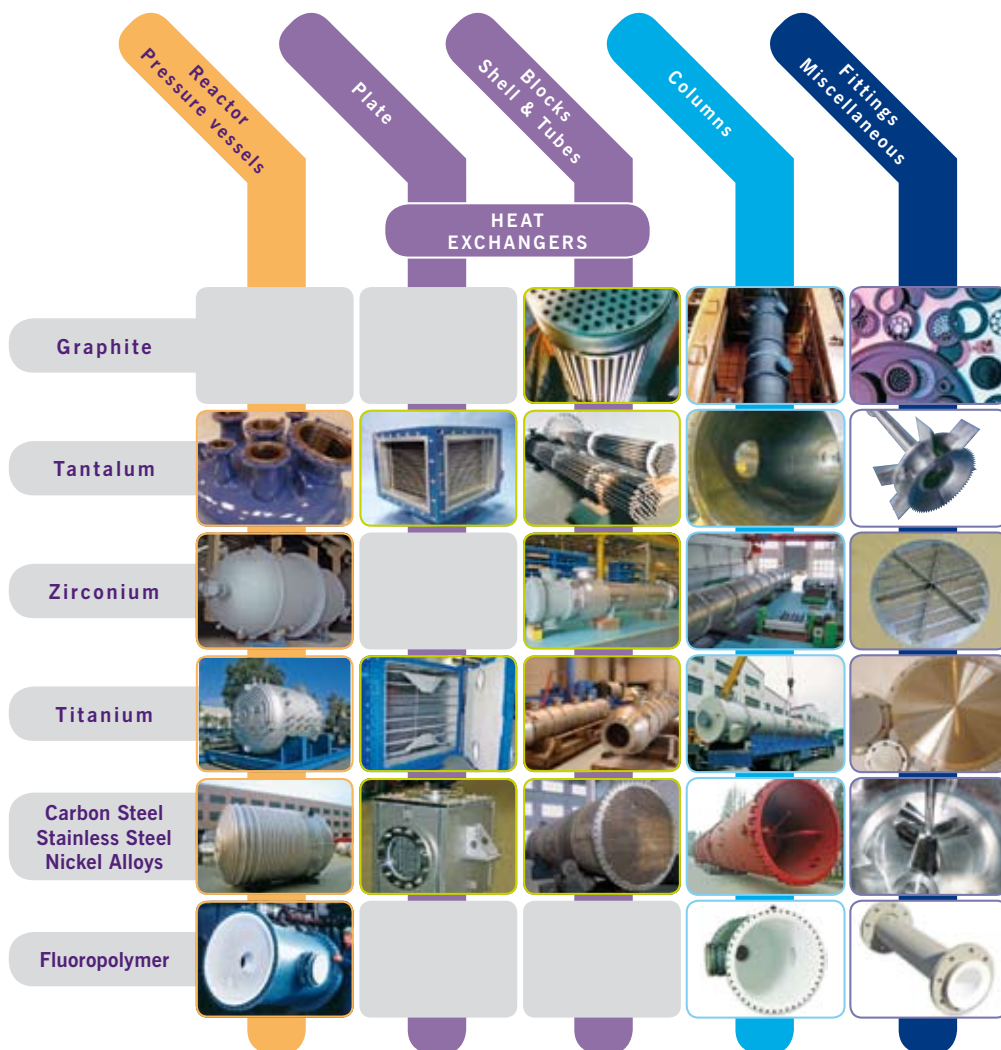 Reactor
Pressure vessels
Plate
Blocks
Shell & Tubes
Columns
Fittings
Miscellaneous
HEAT
EXCHANGERS
Graphite
Tantalum
Zirconium
Titanium
Carbon Steel
Stainless Steel
Nickel Alloys
Fluoropolymer